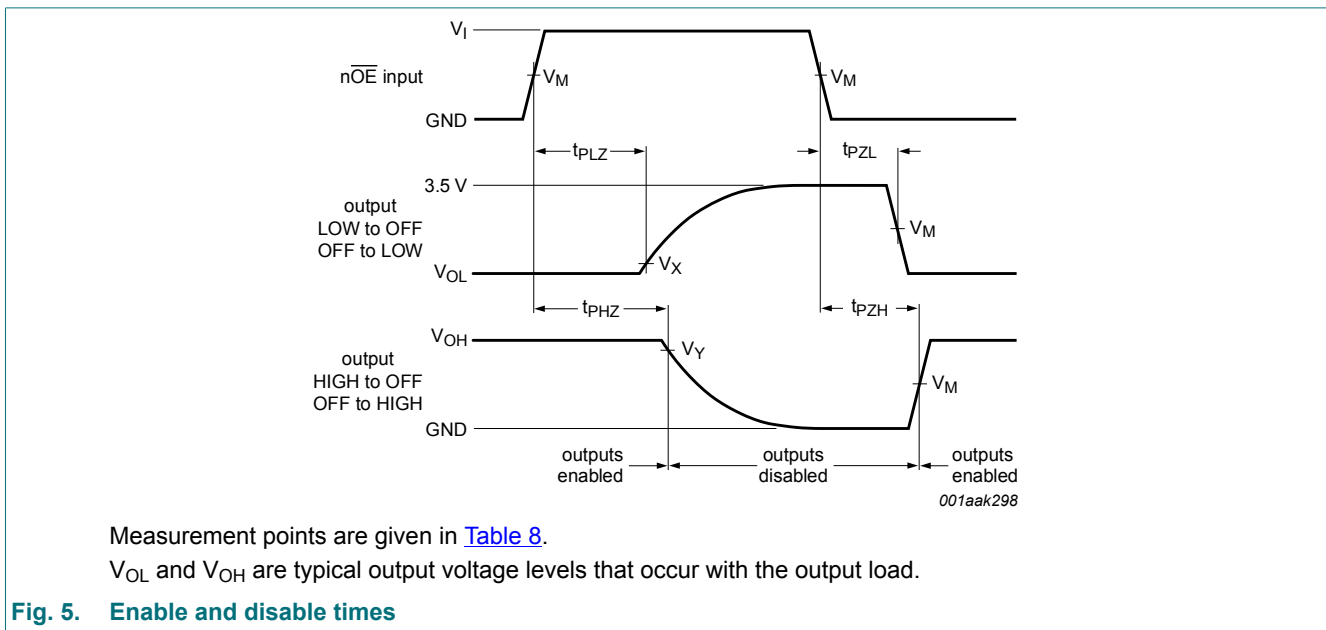 V_I
nOE input
V_M
V_M
GND
t_PLZ
t_PZL
3.5 V
output
LOW to OFF
OFF to LOW
V_M
V_OL
V_X
t_PHZ
t_PZH
V_OH
output
HIGH to OFF
OFF to HIGH
V_Y
V_M
GND
outputs
enabled
outputs
disabled
outputs
enabled
001aak298
Measurement points are given in Table 8.
V_OL and V_OH are typical output voltage levels that occur with the output load.
Fig. 5. Enable and disable times